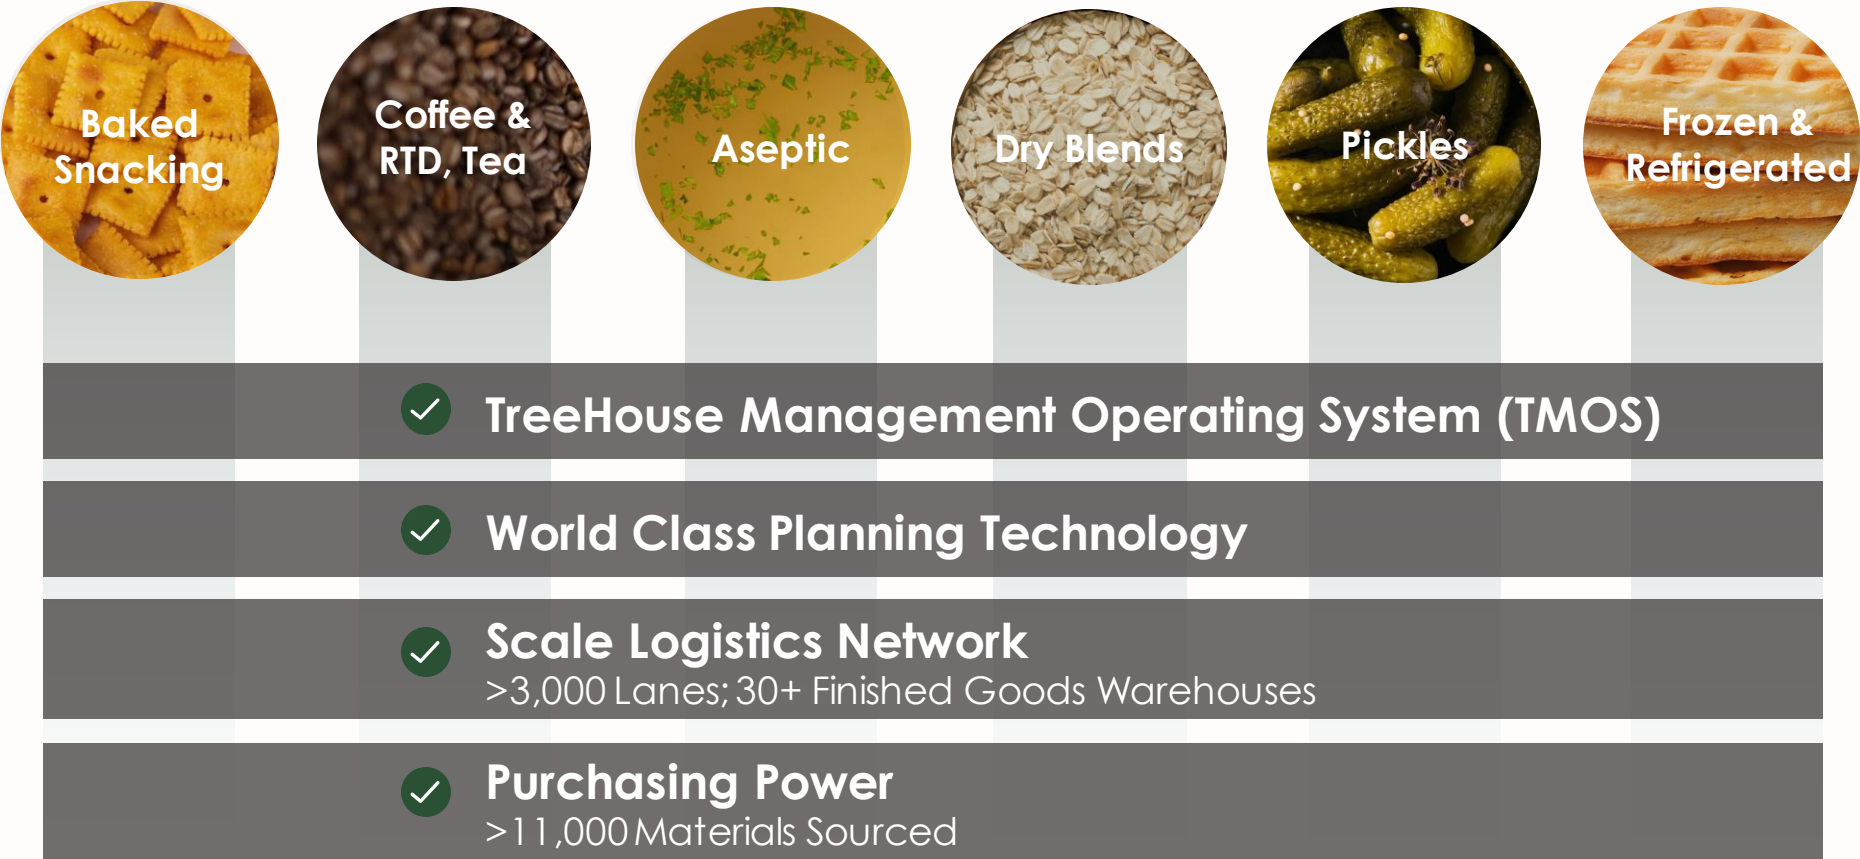 Baked
Snacking
Coffee &
RTD, Tea
Aseptic
Dry Blends
Pickles
Frozen &
Refrigerated
TreeHouse Management Operating System (TMOS)
World Class Planning Technology
Scale Logistics Network
>3,000 Lanes; 30+ Finished Goods Warehouses
Purchasing Power
>11,000 Materials Sourced